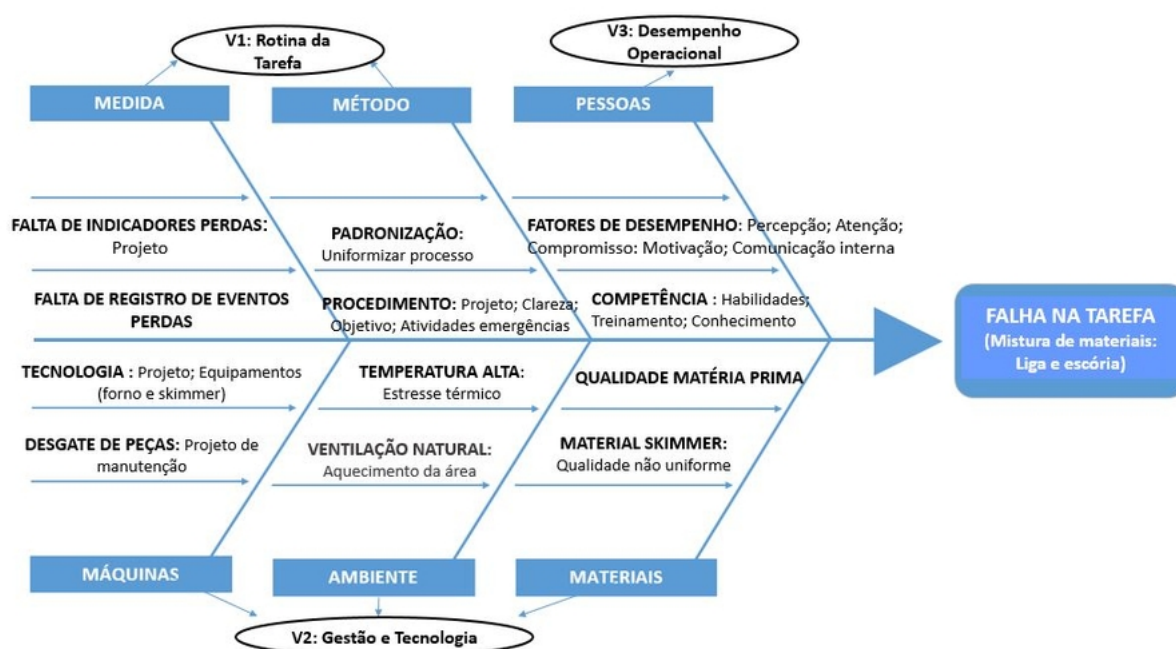 V1: Rotina da
Tarefa
V3: Desempenho
Operacional
MEDIDA
MÉTODO
PESSOAS
FALTA DE INDICADORES PERDAS:
Projeto
PADRONIZAÇÃO:
Uniformizar processo
FATORES DE DESEMPENHO: Percepção; Atenção;
Compromisso: Motivação; Comunicação interna
FALTA DE REGISTRO DE EVENTOS
PERDAS
PROCEDIMENTO: Projeto; Clareza;
Objetivo; Atividades emergências
COMPETÊNCIA : Habilidades;
Treinamento; Conhecimento
FALHA NA TAREFA
(Mistura de materiais:
Liga e escória)
TECNOLOGIA : Projeto; Equipamentos
(forno e skimmer)
TEMPERATURA ALTA:
Estresse térmico
QUALIDADE MATÉRIA PRIMA
DESGATE DE PEÇAS: Projeto de
manutenção
VENTILAÇÃO NATURAL:
Aquecimento da área
MATERIAL SKIMMER:
Qualidade não uniforme
MÁQUINAS
AMBIENTE
MATERIAIS
V2: Gestão e Tecnologia